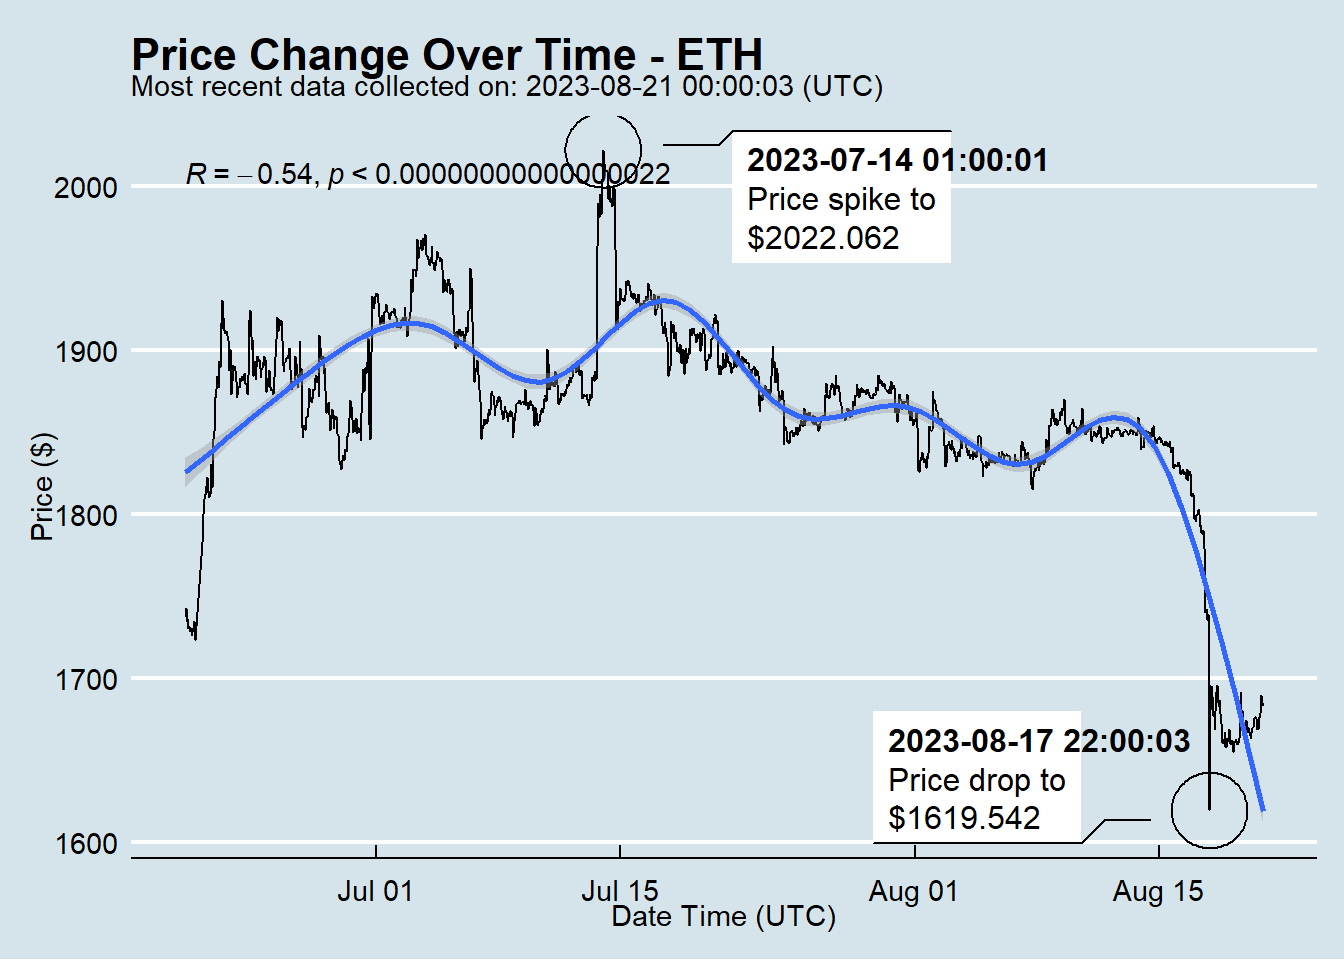 Price Change Over Time - ETH
Most recent data collected on: 2023-08-21 00:00:03 (UTC)
R = − 0.54, p < 0.00000000000000022
2023-07-14 01:00:01
Price spike to
$2022.062
2000
1900
1800
1700
1600
Price ($)
2023-08-17 22:00:03
Price drop to
$1619.542
Jul 01
Jul 15
Aug 01
Aug 15
Date Time (UTC)